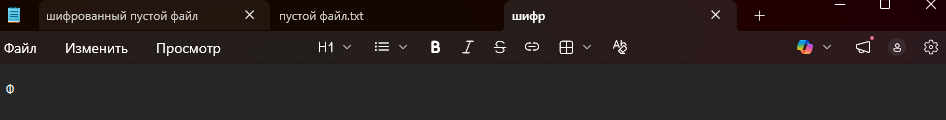 шифрованный пустой файл пустой файл.txt шифр
Файл Изменить Просмотр H1 B I S
Ф